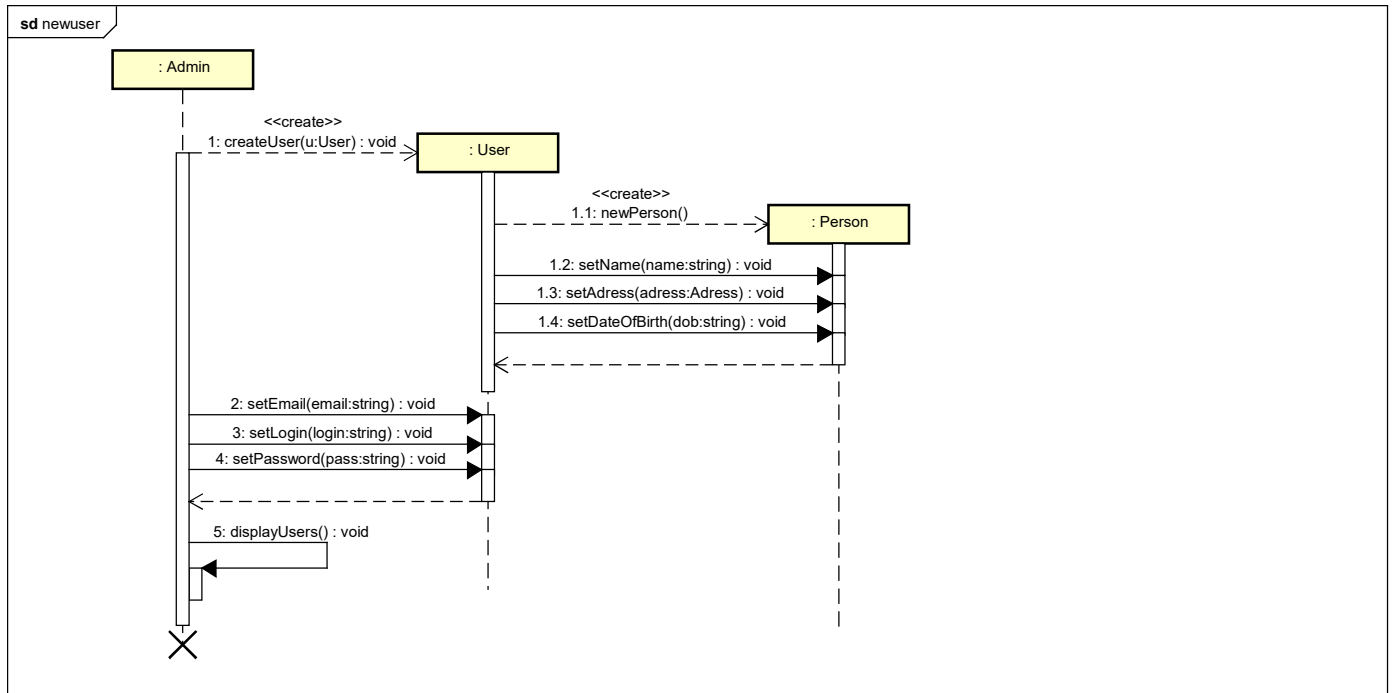 sd newuser
: Admin
<<create>>
1: createUser(u:User) : void
: User
<<create>>
1.1: newPerson()
: Person
1.2: setName(name:string) : void
1.3: setAdress(adress:Adress) : void
1.4: setDateOfBirth(dob:string) : void
2: setEmail(email:string) : void
3: setLogin(login:string) : void
4: setPassword(pass:string) : void
5: displayUsers() : void